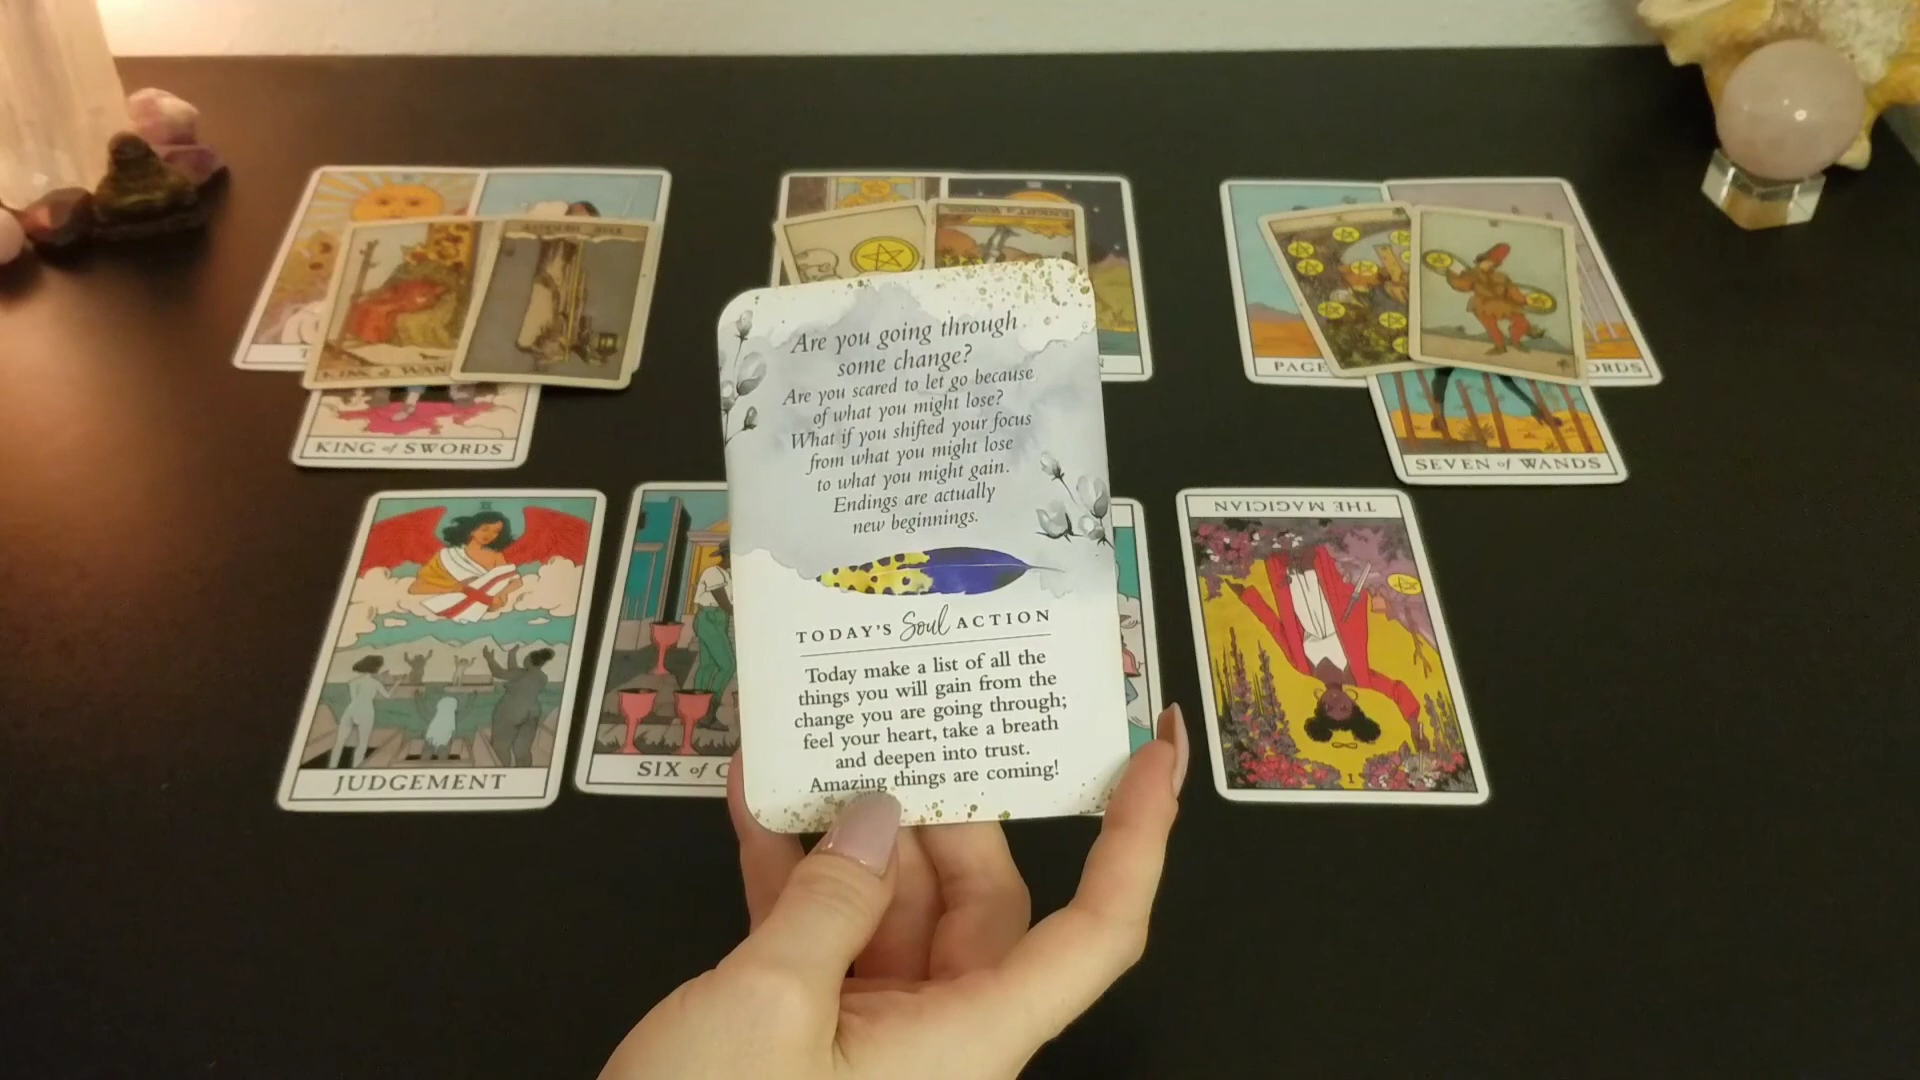 KING of WAN
KING of SWORDS
PAGE
ORDS
SEVEN of WANDS
Are you going through
some change?
Are you scared to let go because
of what you might lose?
What if you shifted your focus
from what you might lose
to what you might gain.
Endings are actually
new beginnings.
TODAY'S Soul ACTION
Today make a list of all the
things you will gain from the
change you are going through;
feel your heart, take a breath
and deepen into trust.
Amazing things are coming!
JUDGEMENT
SIX of C
THE MAGICIAN
I